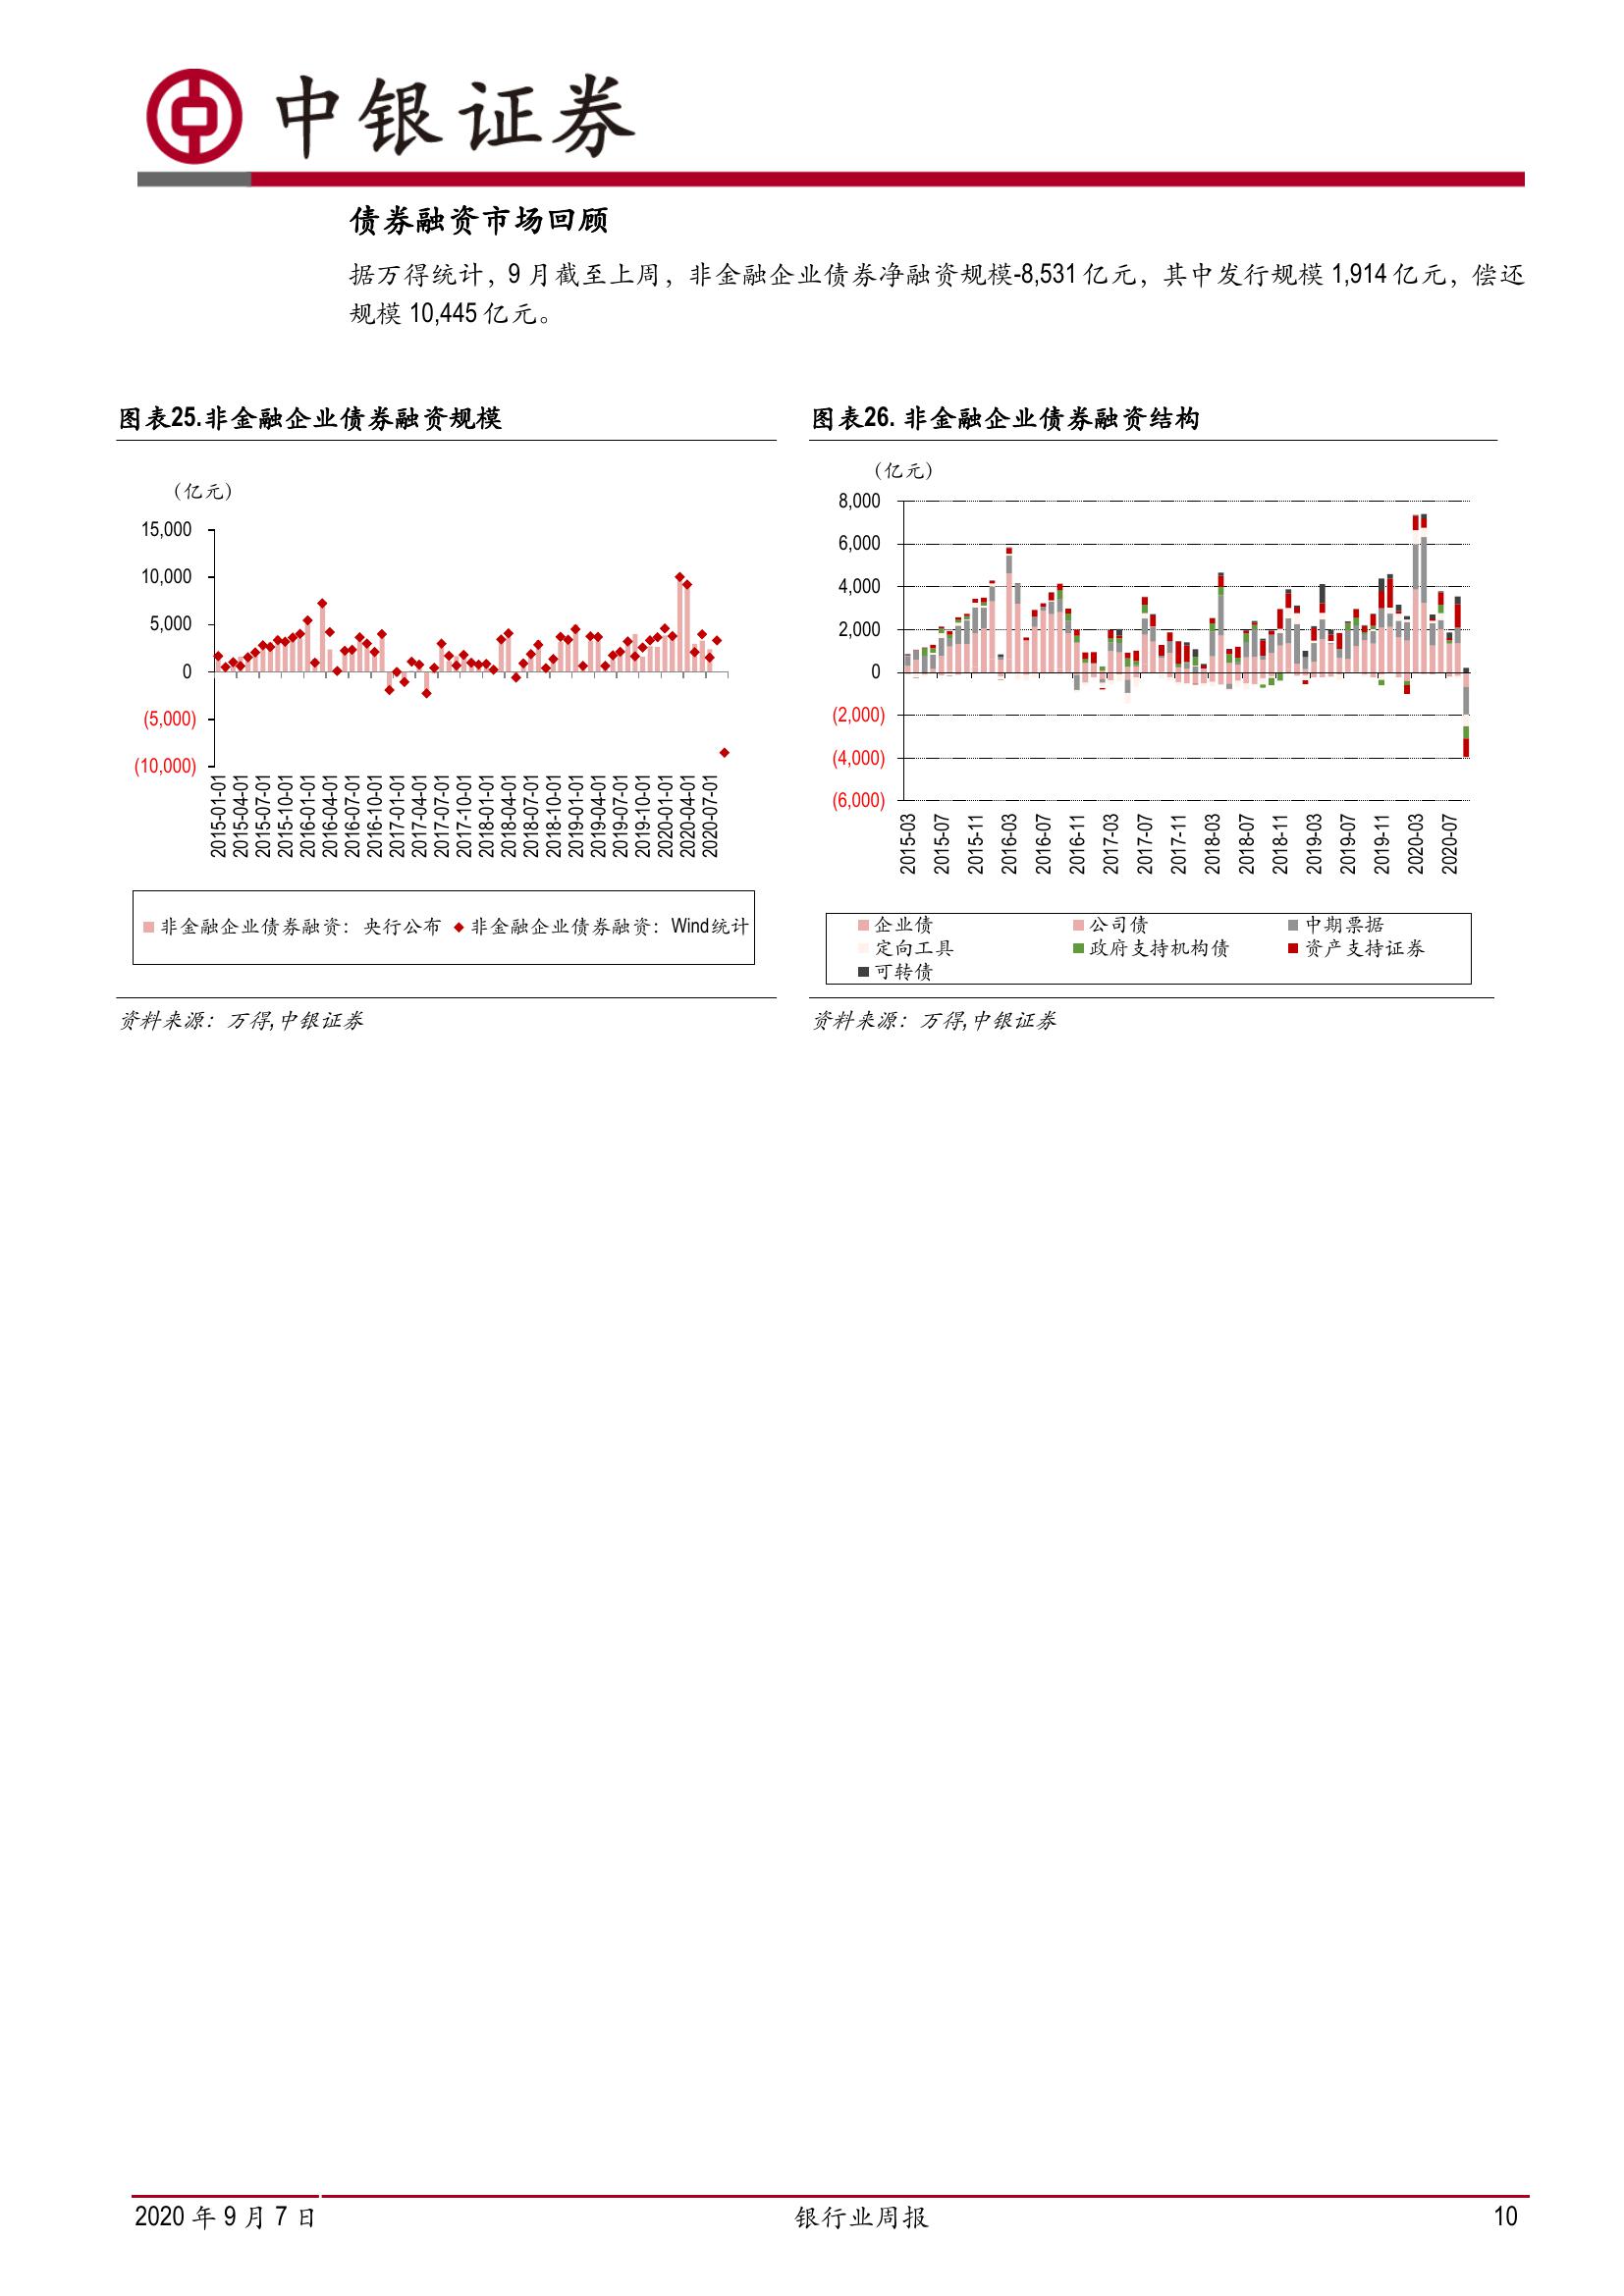 中银证券
债券融资市场回顾
据万得统计，9 月截至上周，非金融企业债券净融资规模-8,531 亿元，其中发行规模 1,914 亿元，偿还
规模 10,445 亿元。
图表25.非金融企业债券融资规模
（亿元）
15,000
10,000
5,000
0
(5,000)
(10,000)
2015-01-01
2015-04-01
2015-07-01
2015-10-01
2016-01-01
2016-04-01
2016-07-01
2016-10-01
2017-01-01
2017-04-01
2017-07-01
2017-10-01
2018-01-01
2018-04-01
2018-07-01
2018-10-01
2019-01-01
2019-04-01
2019-07-01
2019-10-01
2020-01-01
2020-04-01
2020-07-01
非金融企业债券融资：央行公布
非金融企业债券融资：Wind统计
资料来源：万得,中银证券
图表26. 非金融企业债券融资结构
（亿元）
8,000
6,000
4,000
2,000
0
(2,000)
(4,000)
(6,000)
2015-03
2015-07
2015-11
2016-03
2016-07
2016-11
2017-03
2017-07
2017-11
2018-03
2018-07
2018-11
2019-03
2019-07
2019-11
2020-03
2020-07
企业债
公司债
中期票据
定向工具
政府支持机构债
资产支持证券
可转债
资料来源：万得,中银证券
2020 年 9 月 7 日
银行业周报
10